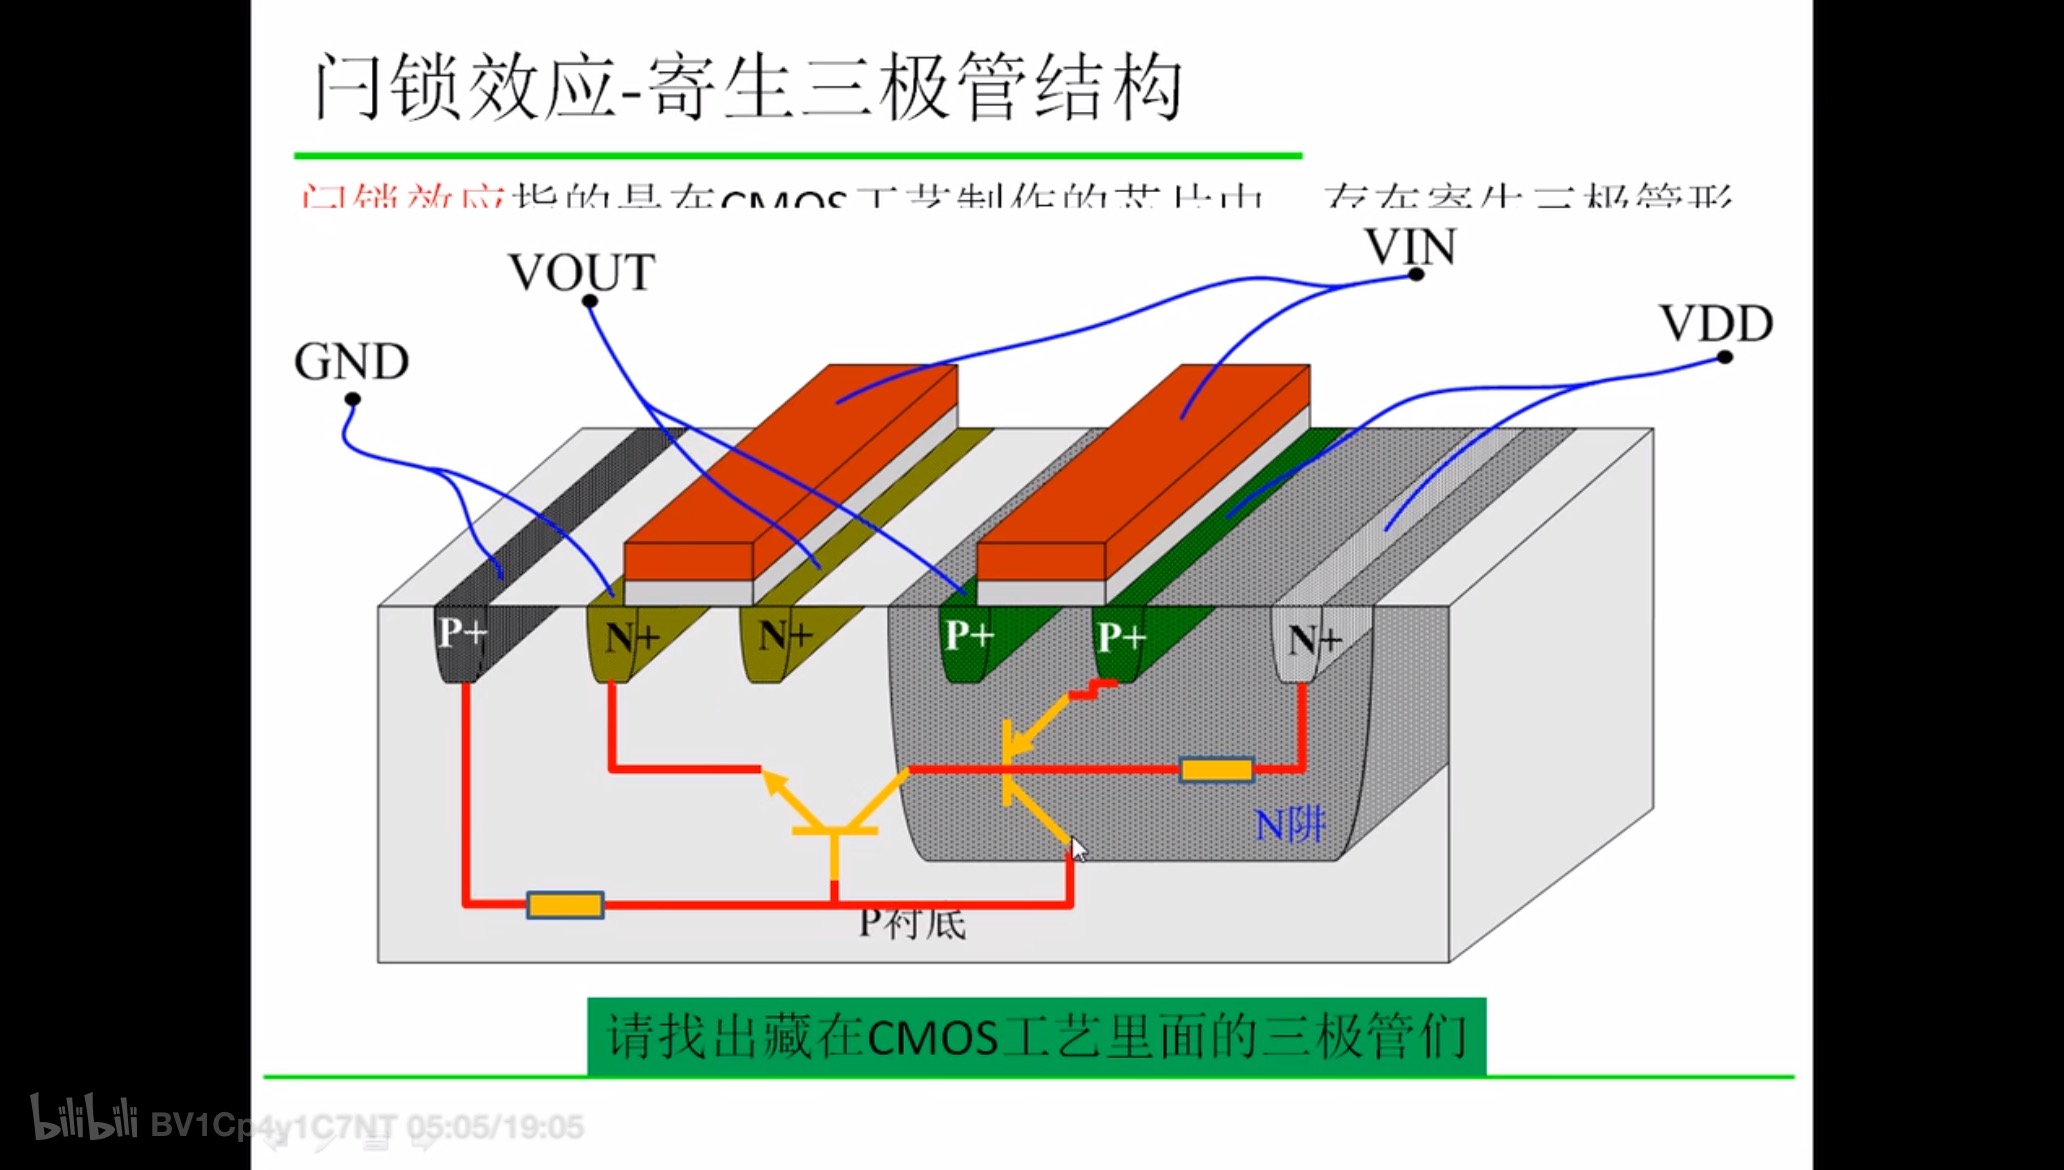 闩锁效应-寄生三极管结构
闩锁效应指的是在CMOS工艺制作的芯片中，存在寄生三极管形
VIN
VOUT
VDD
GND
P+ N+ N+ P+ P+ N+
N阱
P衬底
请找出藏在CMOS工艺里面的三极管们
bilibili BV1Cp4y1C7NT 05:05/19:05